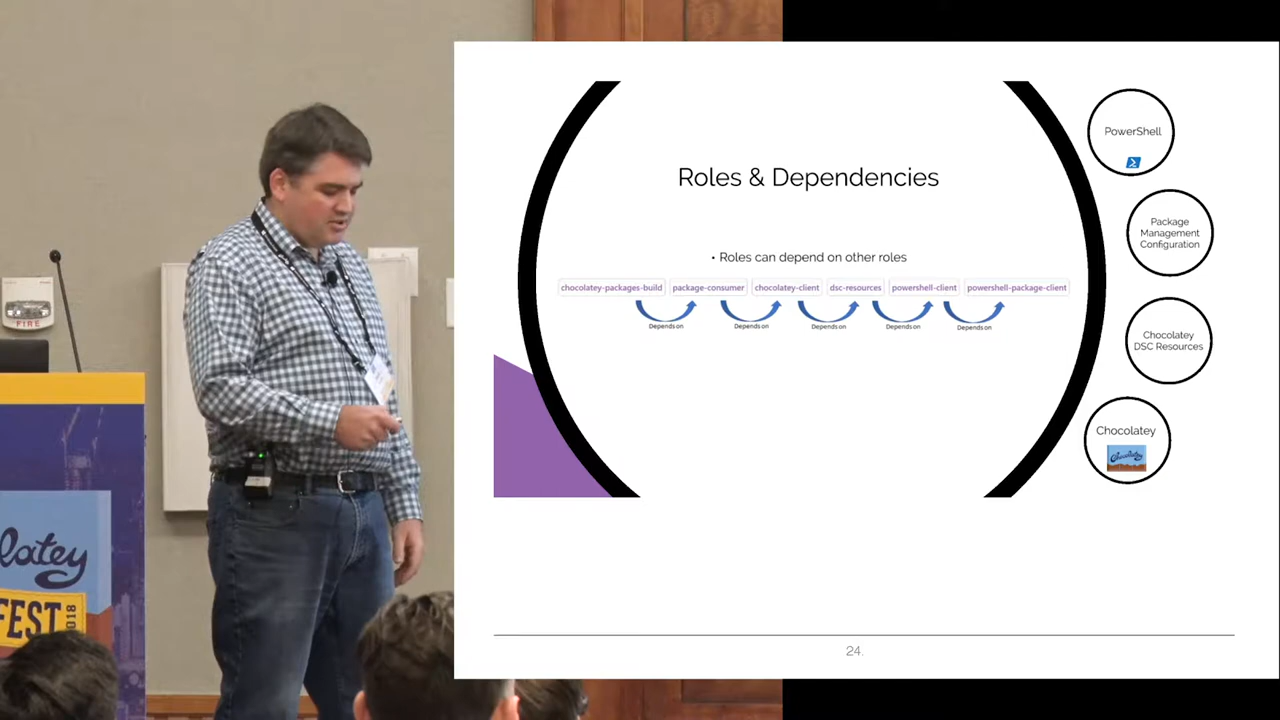 FIRE
latey
FEST
2018
Roles & Dependencies
• Roles can depend on other roles
chocolatey-packages-build package-consumer chocolatey-client dsc-resources powershell-client powershell-package-client
Depends on Depends on Depends on Depends on Depends on
PowerShell
Package
Management
Configuration
Chocolatey
DSC Resources
Chocolatey
Chocolatey
24.